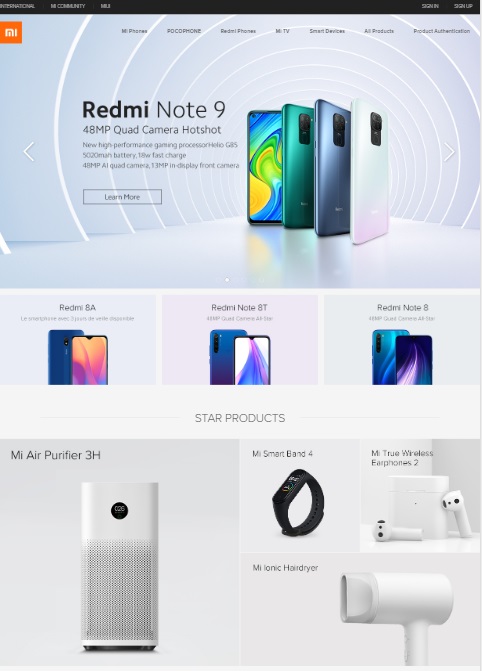 INTERNATIONAL MI COMMUNITY MIUI SIGN IN SIGN UP
mi
Mi Phones POCOPHONE Redmi Phones Mi TV Smart Devices All Products Product Authentication
Redmi Note 9
48MP Quad Camera Hotshot
New high-performance gaming processorHelio G85
5020mah battery, 18w fast charge
48MP AI quad camera, 13MP in-display front camera
Learn More
Redmi 8A
Le smartphone avec 3 jours de veille disponible
Redmi Note 8T
48MP Quad Camera All-Star
Redmi Note 8
48MP Quad Camera All Star
STAR PRODUCTS
Mi Air Purifier 3H
026
Mi Smart Band 4
Mi True Wireless
Earphones 2
Mi Ionic Hairdryer